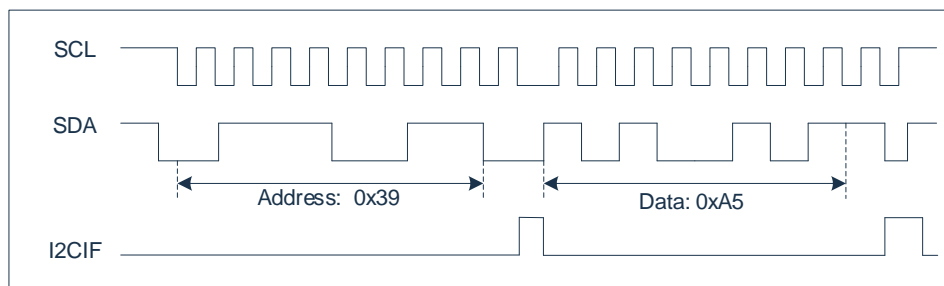 SCL
SDA
Address: 0x39
Data: 0xA5
I2CIF